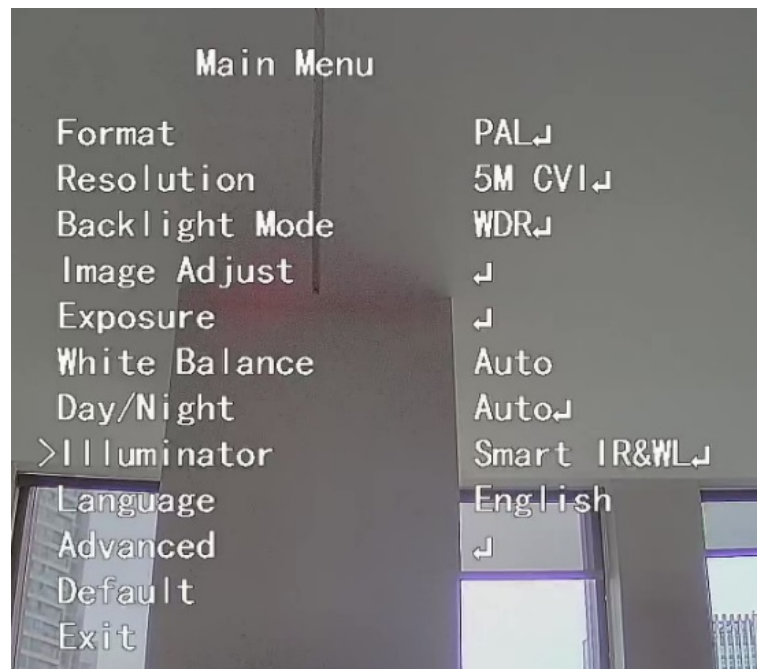 Main Menu
Format PAL↵
Resolution 5M CVI↵
Backlight Mode WDR↵
Image Adjust ↵
Exposure ↵
White Balance Auto
Day/Night Auto↵
>Illuminator Smart IR&WL↵
Language English
Advanced ↵
Default
Exit